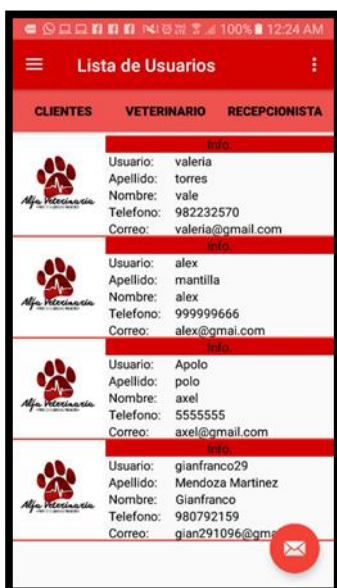 100% 12:24 AM
Lista de Usuarios
CLIENTES VETERINARIO RECEPCIONISTA
Info.
Usuario: valeria
Apellido: torres
Nombre: vale
Telefono: 982232570
Correo: valeria@gmail.com
Alfa Veterinaria
Info.
Usuario: alex
Apellido: mantilla
Nombre: alex
Telefono: 999999666
Correo: alex@gmai.com
Alfa Veterinaria
Info.
Usuario: Apolo
Apellido: polo
Nombre: axel
Telefono: 5555555
Correo: axel@gmail.com
Alfa Veterinaria
Info.
Usuario: gianfranco29
Apellido: Mendoza Martinez
Nombre: Gianfranco
Telefono: 980792159
Correo: gian291096@gma
Alfa Veterinaria